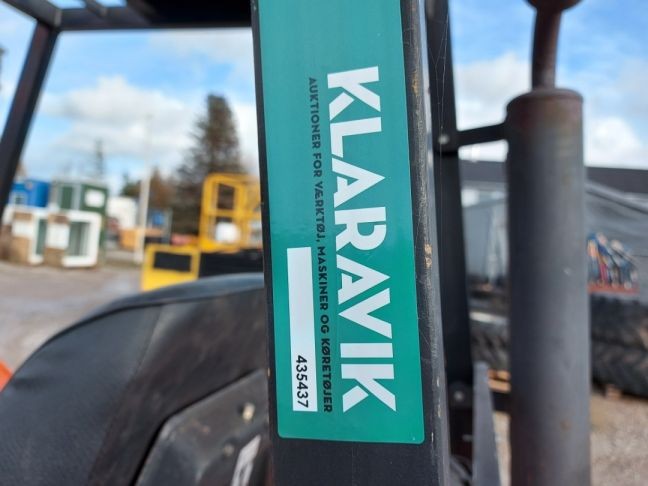 KLARAVIK
AUKTIONER FOR VÆRKTØJ, MASKINER OG KØRETØJER
435437